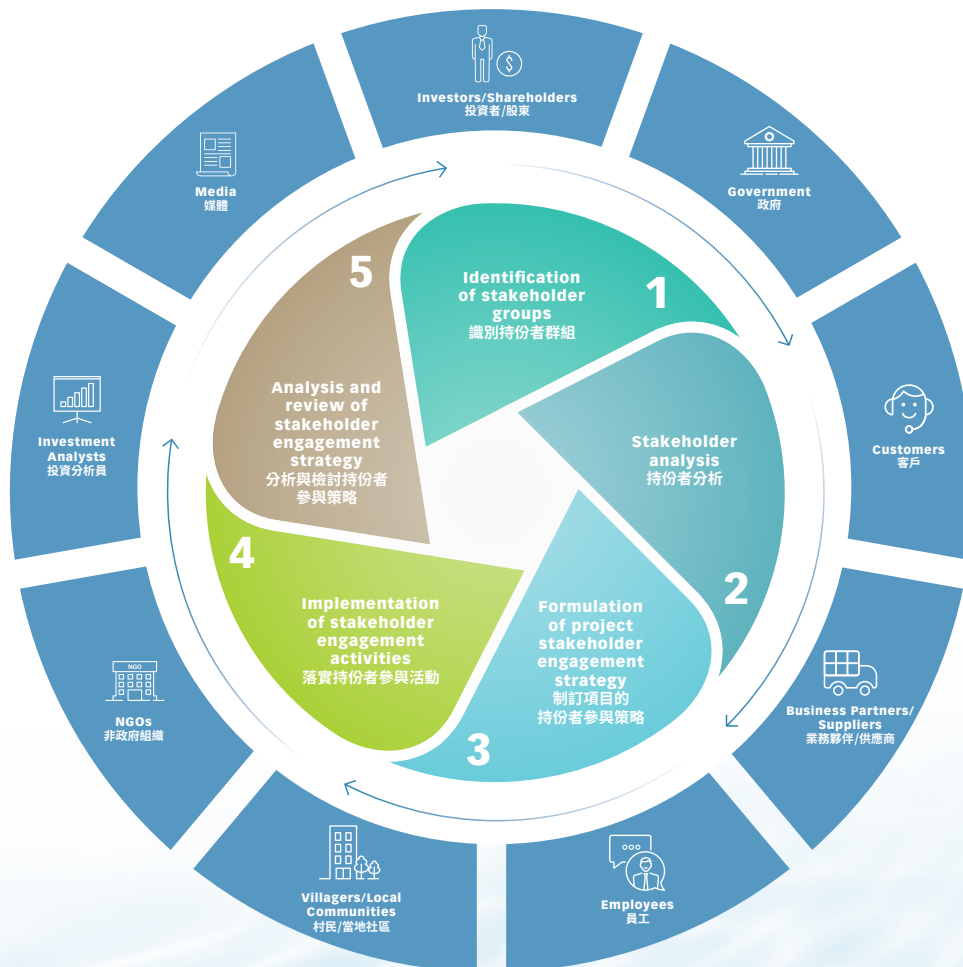 Investors/Shareholders
投資者/股東
Government
政府
Customers
客戶
Business Partners/
Suppliers
業務夥伴/供應商
Employees
員工
Villagers/Local
Communities
村民/當地社區
NGO
NGOs
非政府組織
Investment
Analysts
投資分析員
Media
媒體
1
Identification
of stakeholder
groups
識別持份者群組
2
Stakeholder
analysis
持份者分析
3
Formulation
of project
stakeholder
engagement
strategy
制訂項目的
持份者參與策略
4
Implementation
of stakeholder
engagement
activities
落實持份者參與活動
5
Analysis and
review of
stakeholder
engagement
strategy
分析與檢討持份者
參與策略